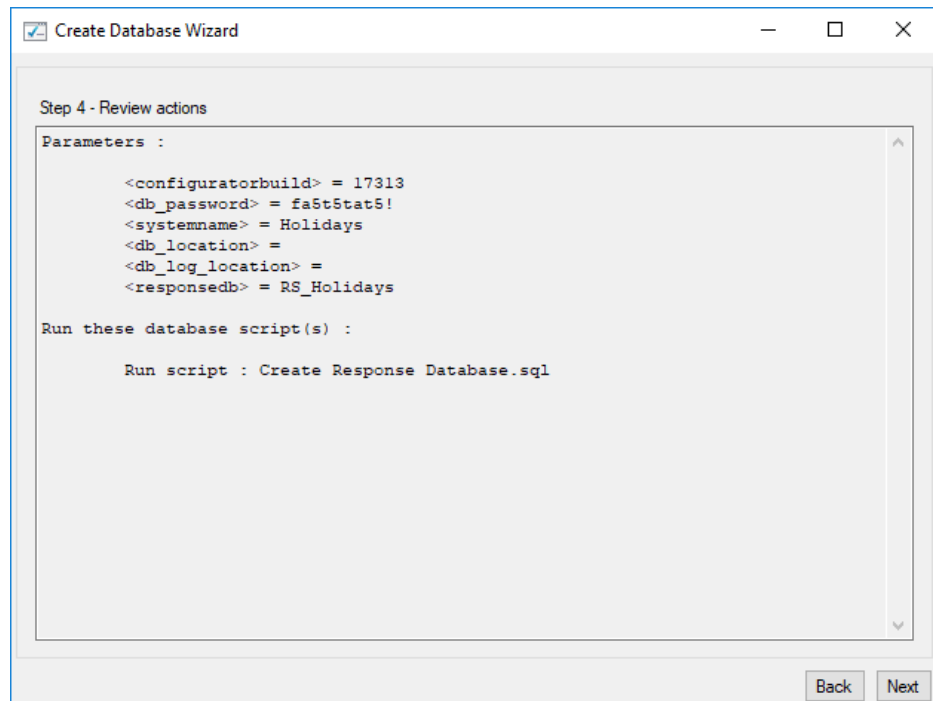 Create Database Wizard
Step 4 - Review actions
Parameters :
<configuratorbuild> = 17313
<db_password> = fa5t5tat5!
<systemname> = Holidays
<db_location> =
<db_log_location> =
<responsedb> = RS_Holidays
Run these database script(s) :
Run script : Create Response Database.sql
Back Next